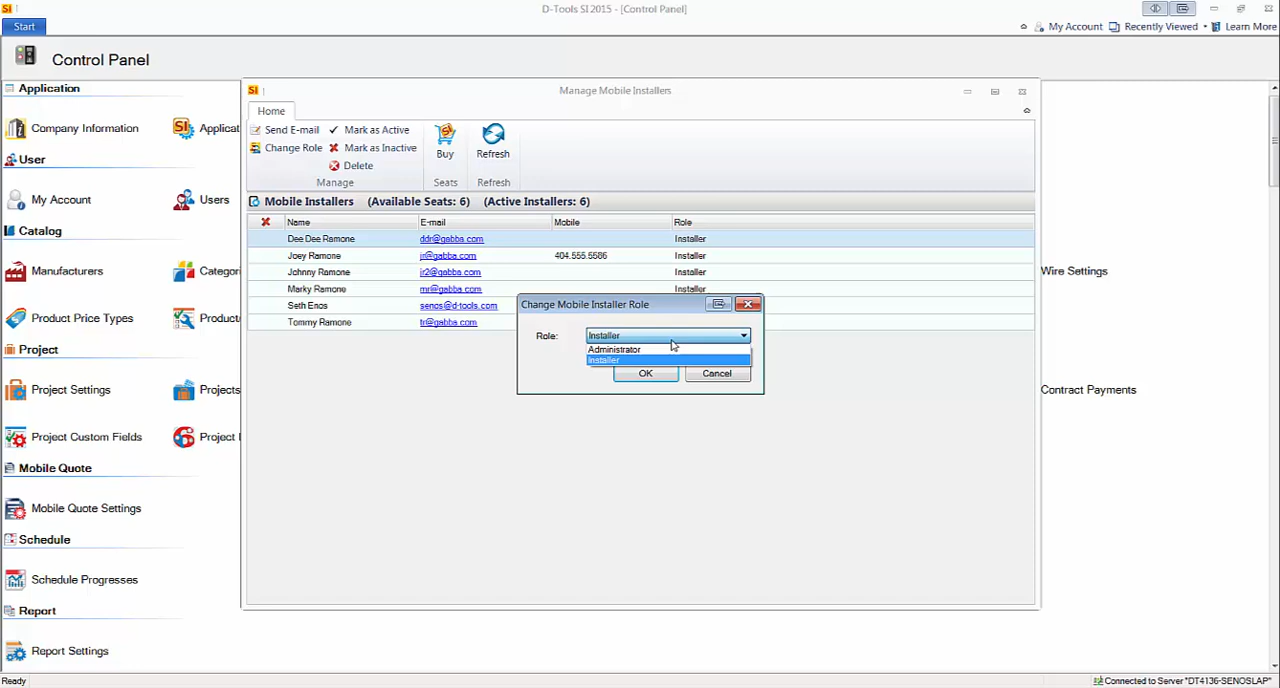 SI
D-Tools SI 2015 - [Control Panel]
Start
My Account
Recently Viewed
Learn More
Control Panel
Application
Company Information
SI
Applicat
User
My Account
Users
Catalog
Manufacturers
Categori
Product Price Types
Product
Project
Project Settings
Projects
Project Custom Fields
Project
Mobile Quote
Mobile Quote Settings
Schedule
Schedule Progresses
Report
Report Settings
Wire Settings
Contract Payments
SI
Manage Mobile Installers
Home
Send E-mail
Mark as Active
Change Role
Mark as Inactive
Delete
Manage
Buy
Seats
Refresh
Refresh
Mobile Installers (Available Seats: 6) (Active Installers: 6)
Name E-mail Mobile Role
Dee Dee Ramone ddr@gabba.com Installer
Joey Ramone jr@gabba.com 404.555.5586 Installer
Johnny Ramone jr2@gabba.com Installer
Marky Ramone mr@gabba.com Installer
Seth Enos senos@d-tools.com
Tommy Ramone tr@gabba.com
Change Mobile Installer Role
Role: Installer
Administrator
Installer
OK Cancel
Ready
Connected to Server "DT4136-SENOSLAP"